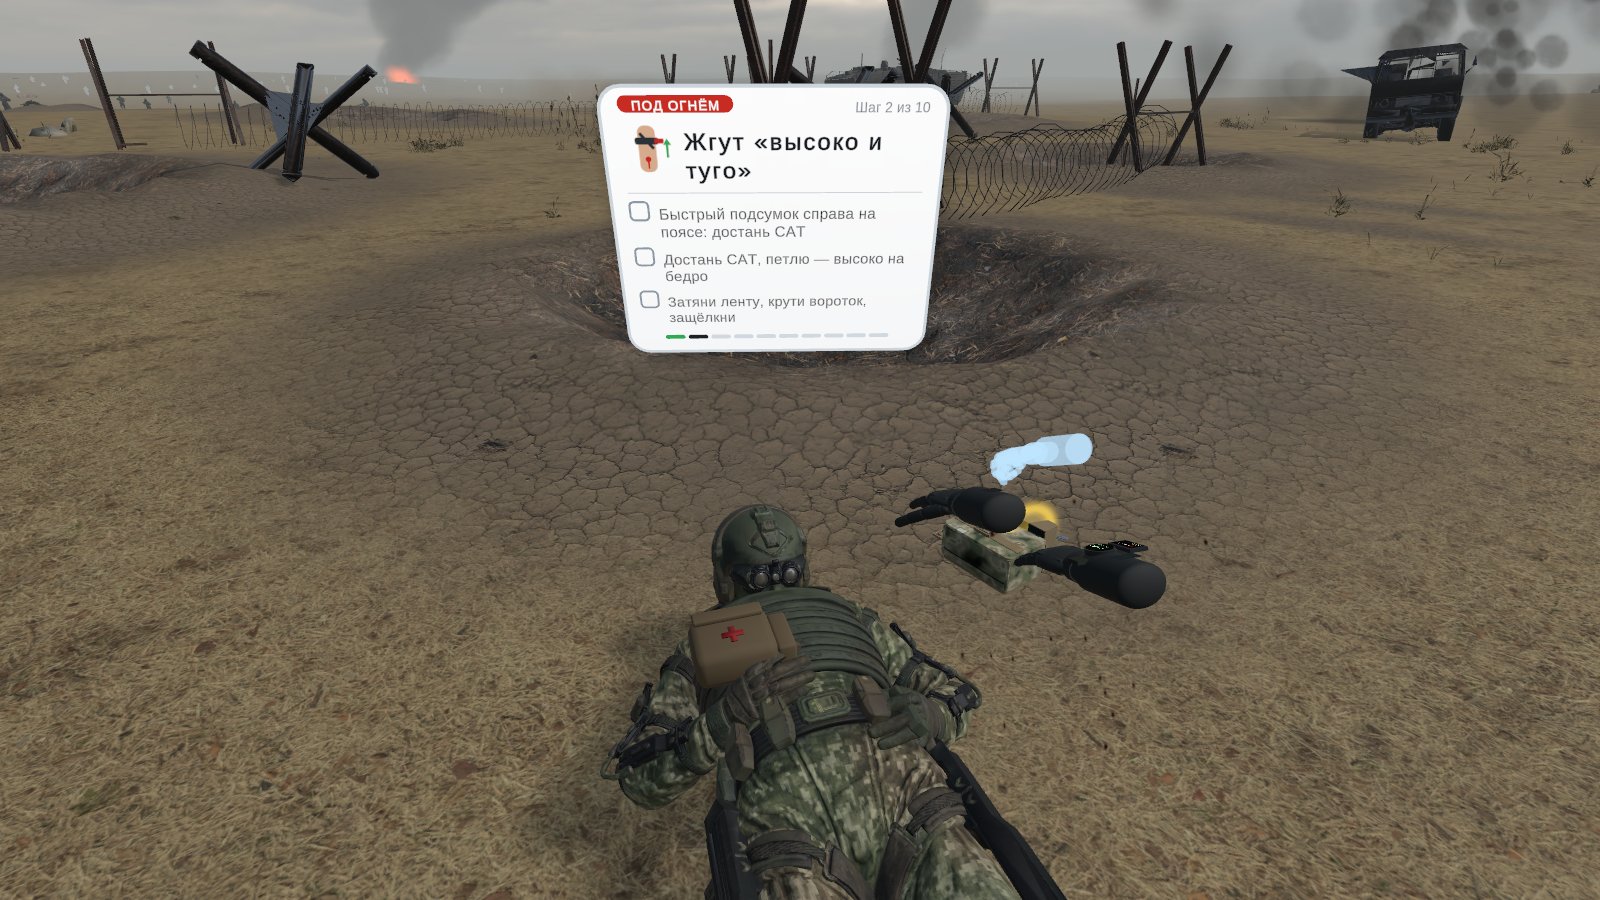 ПОД ОГНЁМ
Шаг 2 из 10
Жгут «высоко и
туго»
Быстрый подсумок справа на
поясе: достань CAT
Достань CAT, петлю — высоко на
бедро
Затяни ленту, крути вороток,
защёлкни